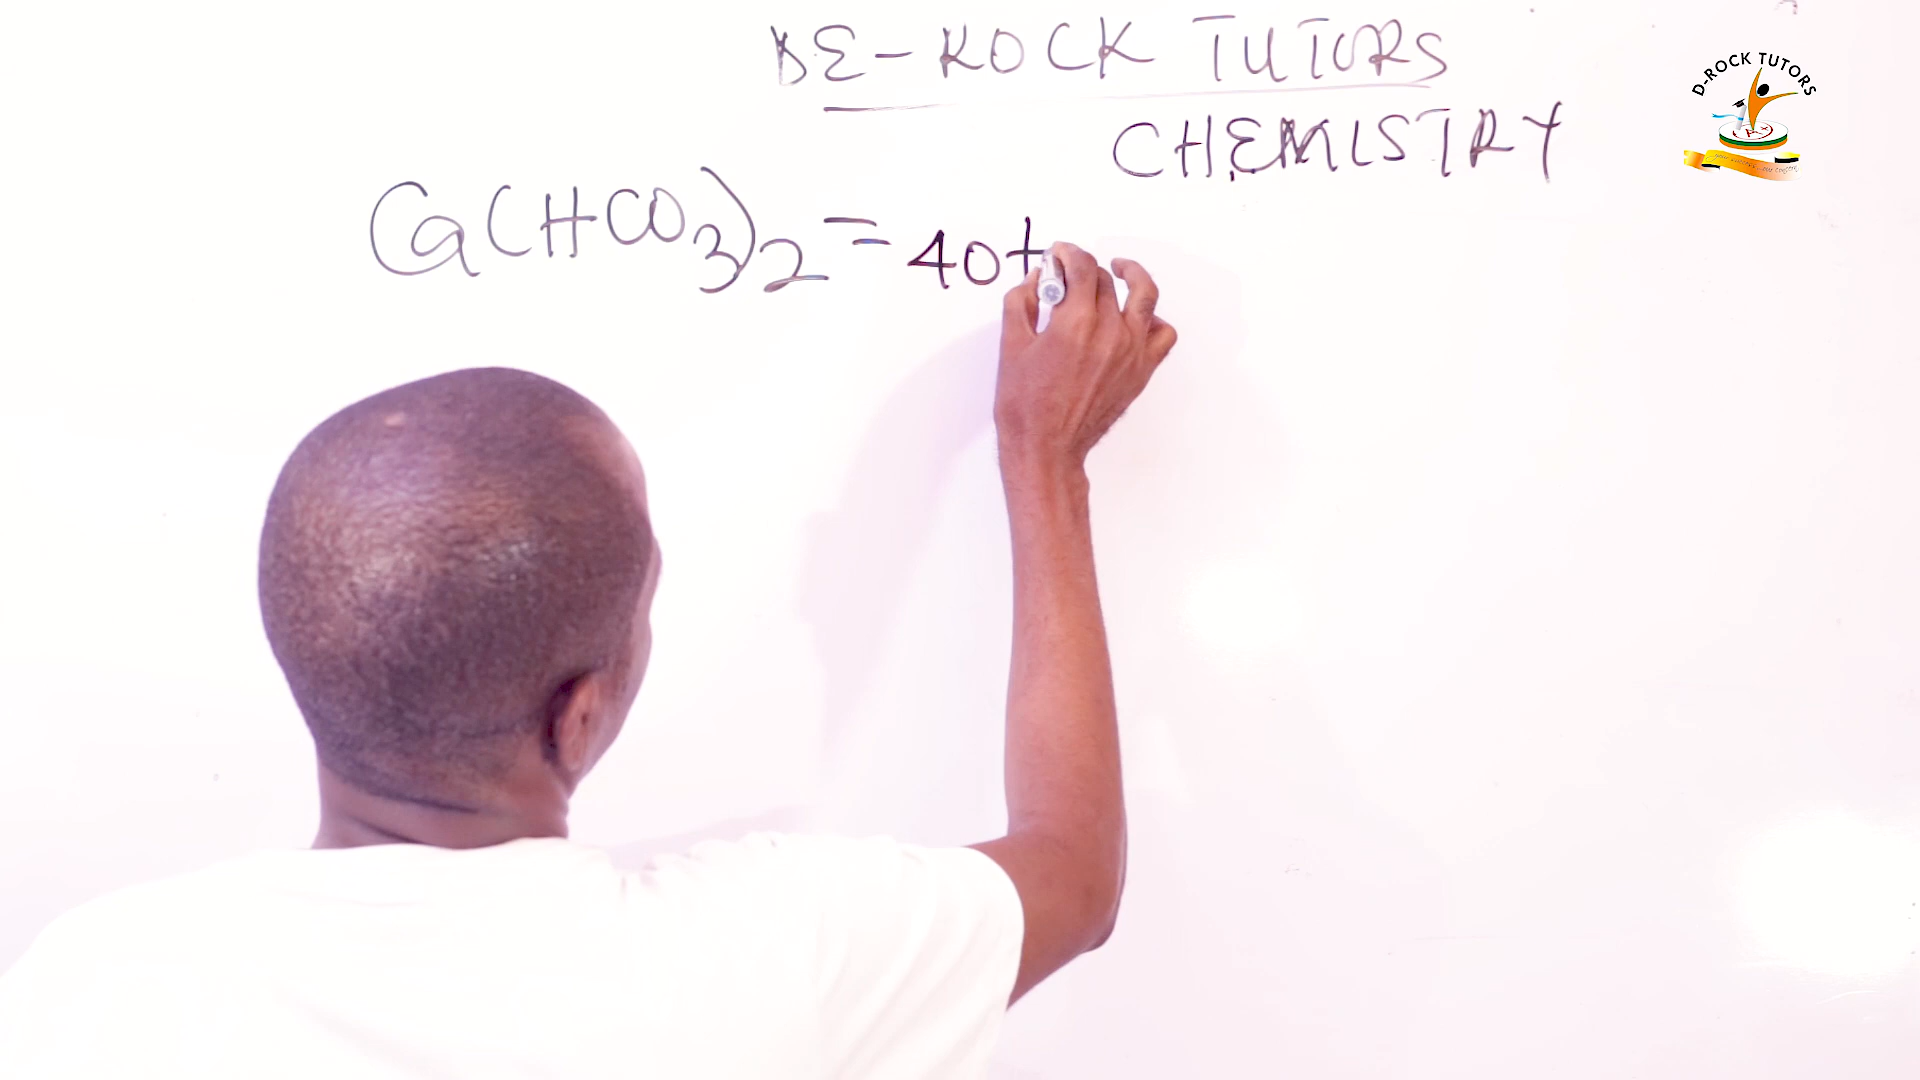 DE-ROCK TUTORS
CHEMISTRY
Ca(HCO3)2 = 40+
D-ROCK TUTORS
A+